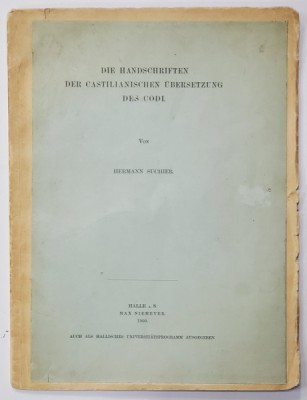 DIE HANDSCHRIFTEN
DER CASTILIANISCHEN ÜBERSETZUNG
DES CODI.
VON
HERMANN SUCHIER.
HALLE A. S.
MAX NIEMEYER
1900.
AUCH ALS HALLISCHES UNIVERSITÄTSPROGRAMM AUSGEGEBEN